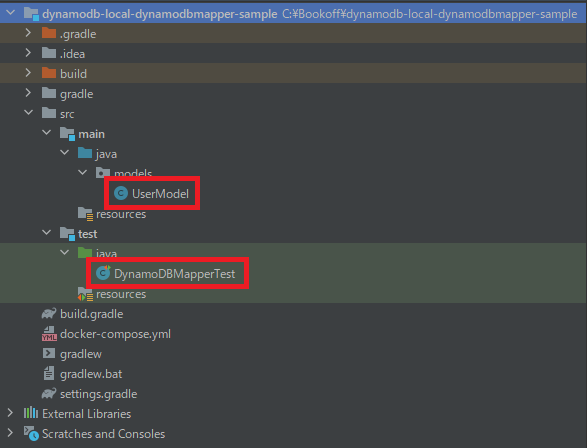 dynamodb-local-dynamodbmapper-sample C:¥Bookoff¥dynamodb-local-dynamodbmapper-sample
.gradle
.idea
build
gradle
src
main
java
models
UserModel
resources
test
java
DynamoDBMapperTest
resources
build.gradle
YML docker-compose.yml
gradlew
gradlew.bat
settings.gradle
External Libraries
Scratches and Consoles